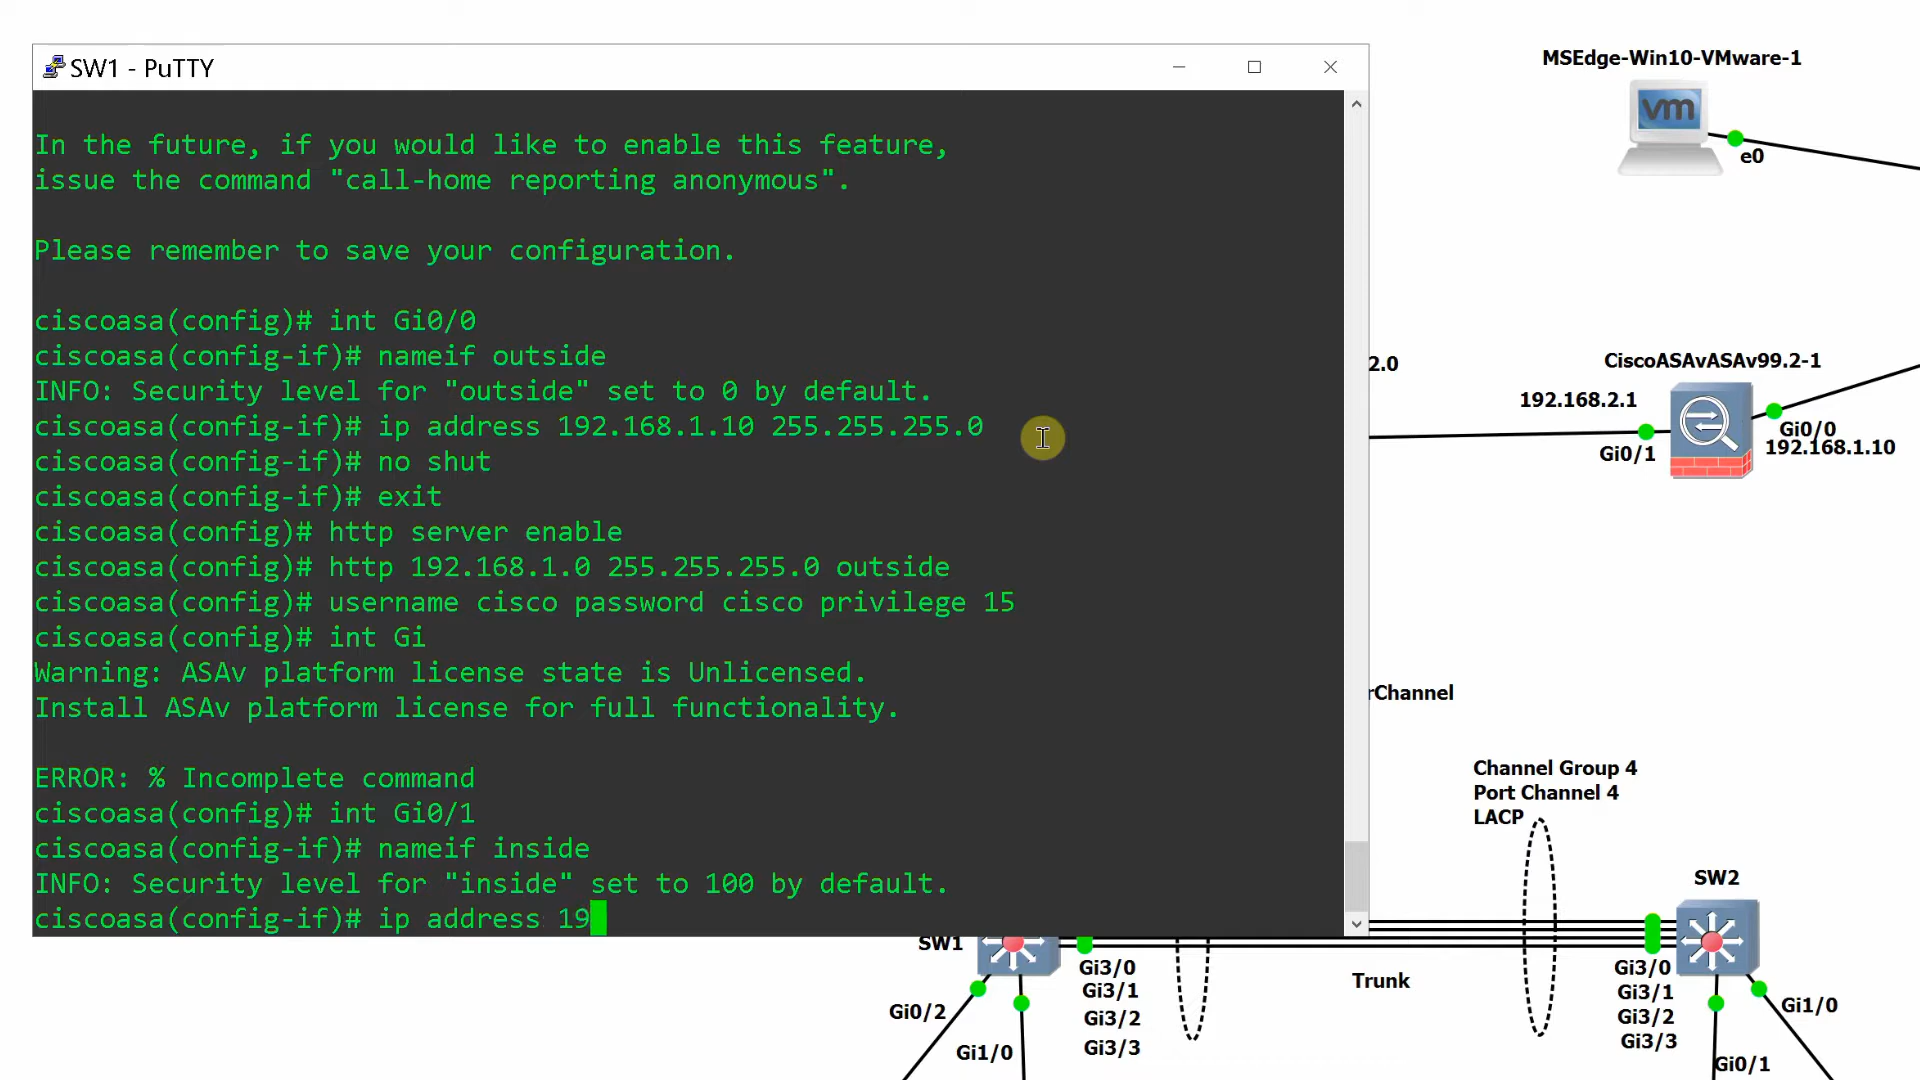 SW1 - PuTTY
In the future, if you would like to enable this feature,
issue the command "call-home reporting anonymous".
Please remember to save your configuration.
ciscoasa(config)# int Gi0/0
ciscoasa(config-if)# nameif outside
INFO: Security level for "outside" set to 0 by default.
ciscoasa(config-if)# ip address 192.168.1.10 255.255.255.0
ciscoasa(config-if)# no shut
ciscoasa(config-if)# exit
ciscoasa(config)# http server enable
ciscoasa(config)# http 192.168.1.0 255.255.255.0 outside
ciscoasa(config)# username cisco password cisco privilege 15
ciscoasa(config)# int Gi
Warning: ASAv platform license state is Unlicensed.
Install ASAv platform license for full functionality.
ERROR: % Incomplete command
ciscoasa(config)# int Gi0/1
ciscoasa(config-if)# nameif inside
INFO: Security level for "inside" set to 100 by default.
ciscoasa(config-if)# ip address 19
MSEdge-Win10-VMware-1
vm
e0
2.0
CiscoASAvASAv99.2-1
192.168.2.1
Gi0/0
192.168.1.10
Gi0/1
rChannel
Channel Group 4
Port Channel 4
LACP
SW2
SW1
Gi3/0
Gi3/1
Gi3/2
Gi3/3
Trunk
Gi3/0
Gi3/1
Gi3/2
Gi3/3
Gi0/2
Gi1/0
Gi1/0
Gi0/1